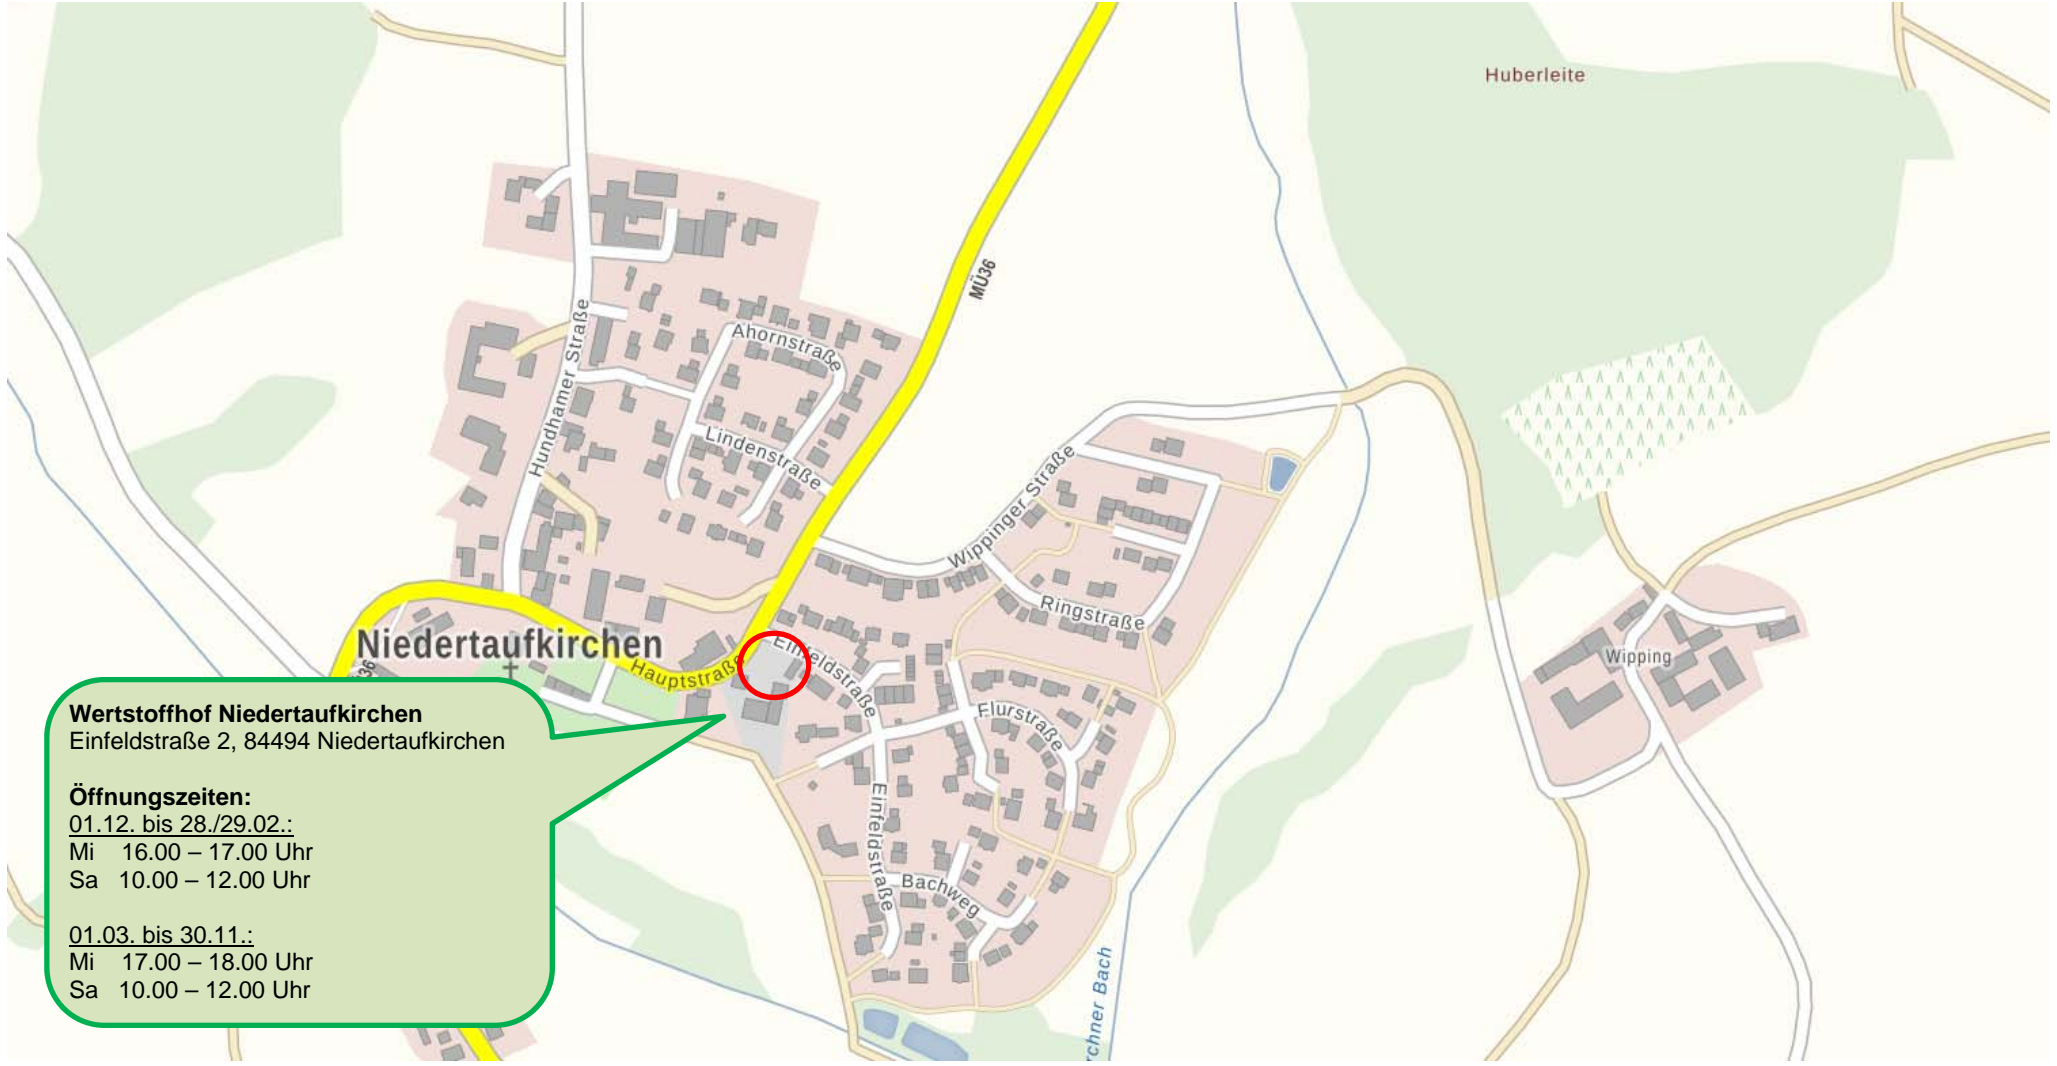 Huberleite
MÜ36
Ahornstraße
Hundhamer Straße
Lindenstraße
Wippinger Straße
Ringstraße
Niedertaufkirchen
Einfeldstraße
Hauptstraße
Wipping
Flurstraße
Einfeldstraße
Bachweg
chner Bach
Wertstoffhof Niedertaufkirchen
Einfeldstraße 2, 84494 Niedertaufkirchen
Öffnungszeiten:
01.12. bis 28./29.02.:
Mi 16.00 – 17.00 Uhr
Sa 10.00 – 12.00 Uhr
01.03. bis 30.11.:
Mi 17.00 – 18.00 Uhr
Sa 10.00 – 12.00 Uhr